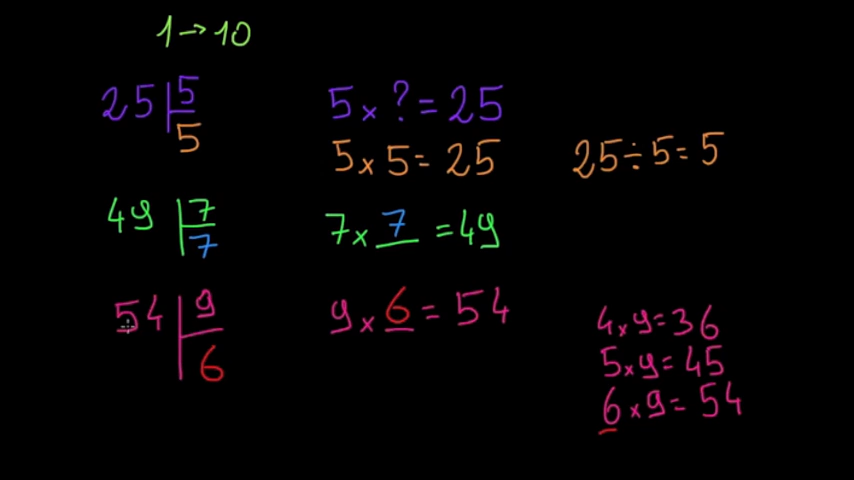 1→10
25 5
5
5 x ? = 25
5 x 5 = 25
25 ÷ 5 = 5
49 7
7
7 x 7 = 49
54 9
6
9 x 6 = 54
4 x 9 = 36
5 x 9 = 45
6 x 9 = 54